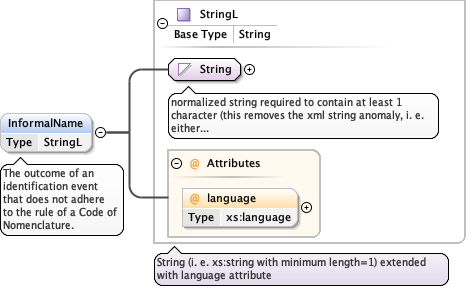 StringL
Base Type String
String
normalized string required to contain at least 1
character (this removes the xml string anomaly, i. e.
either...
InformalName
Type StringL
The outcome of an
identification event
that does not adhere
to the rule of a Code of
Nomenclature.
@ Attributes
@ language
Type xs:language
String (i. e. xs:string with minimum length=1) extended
with language attribute